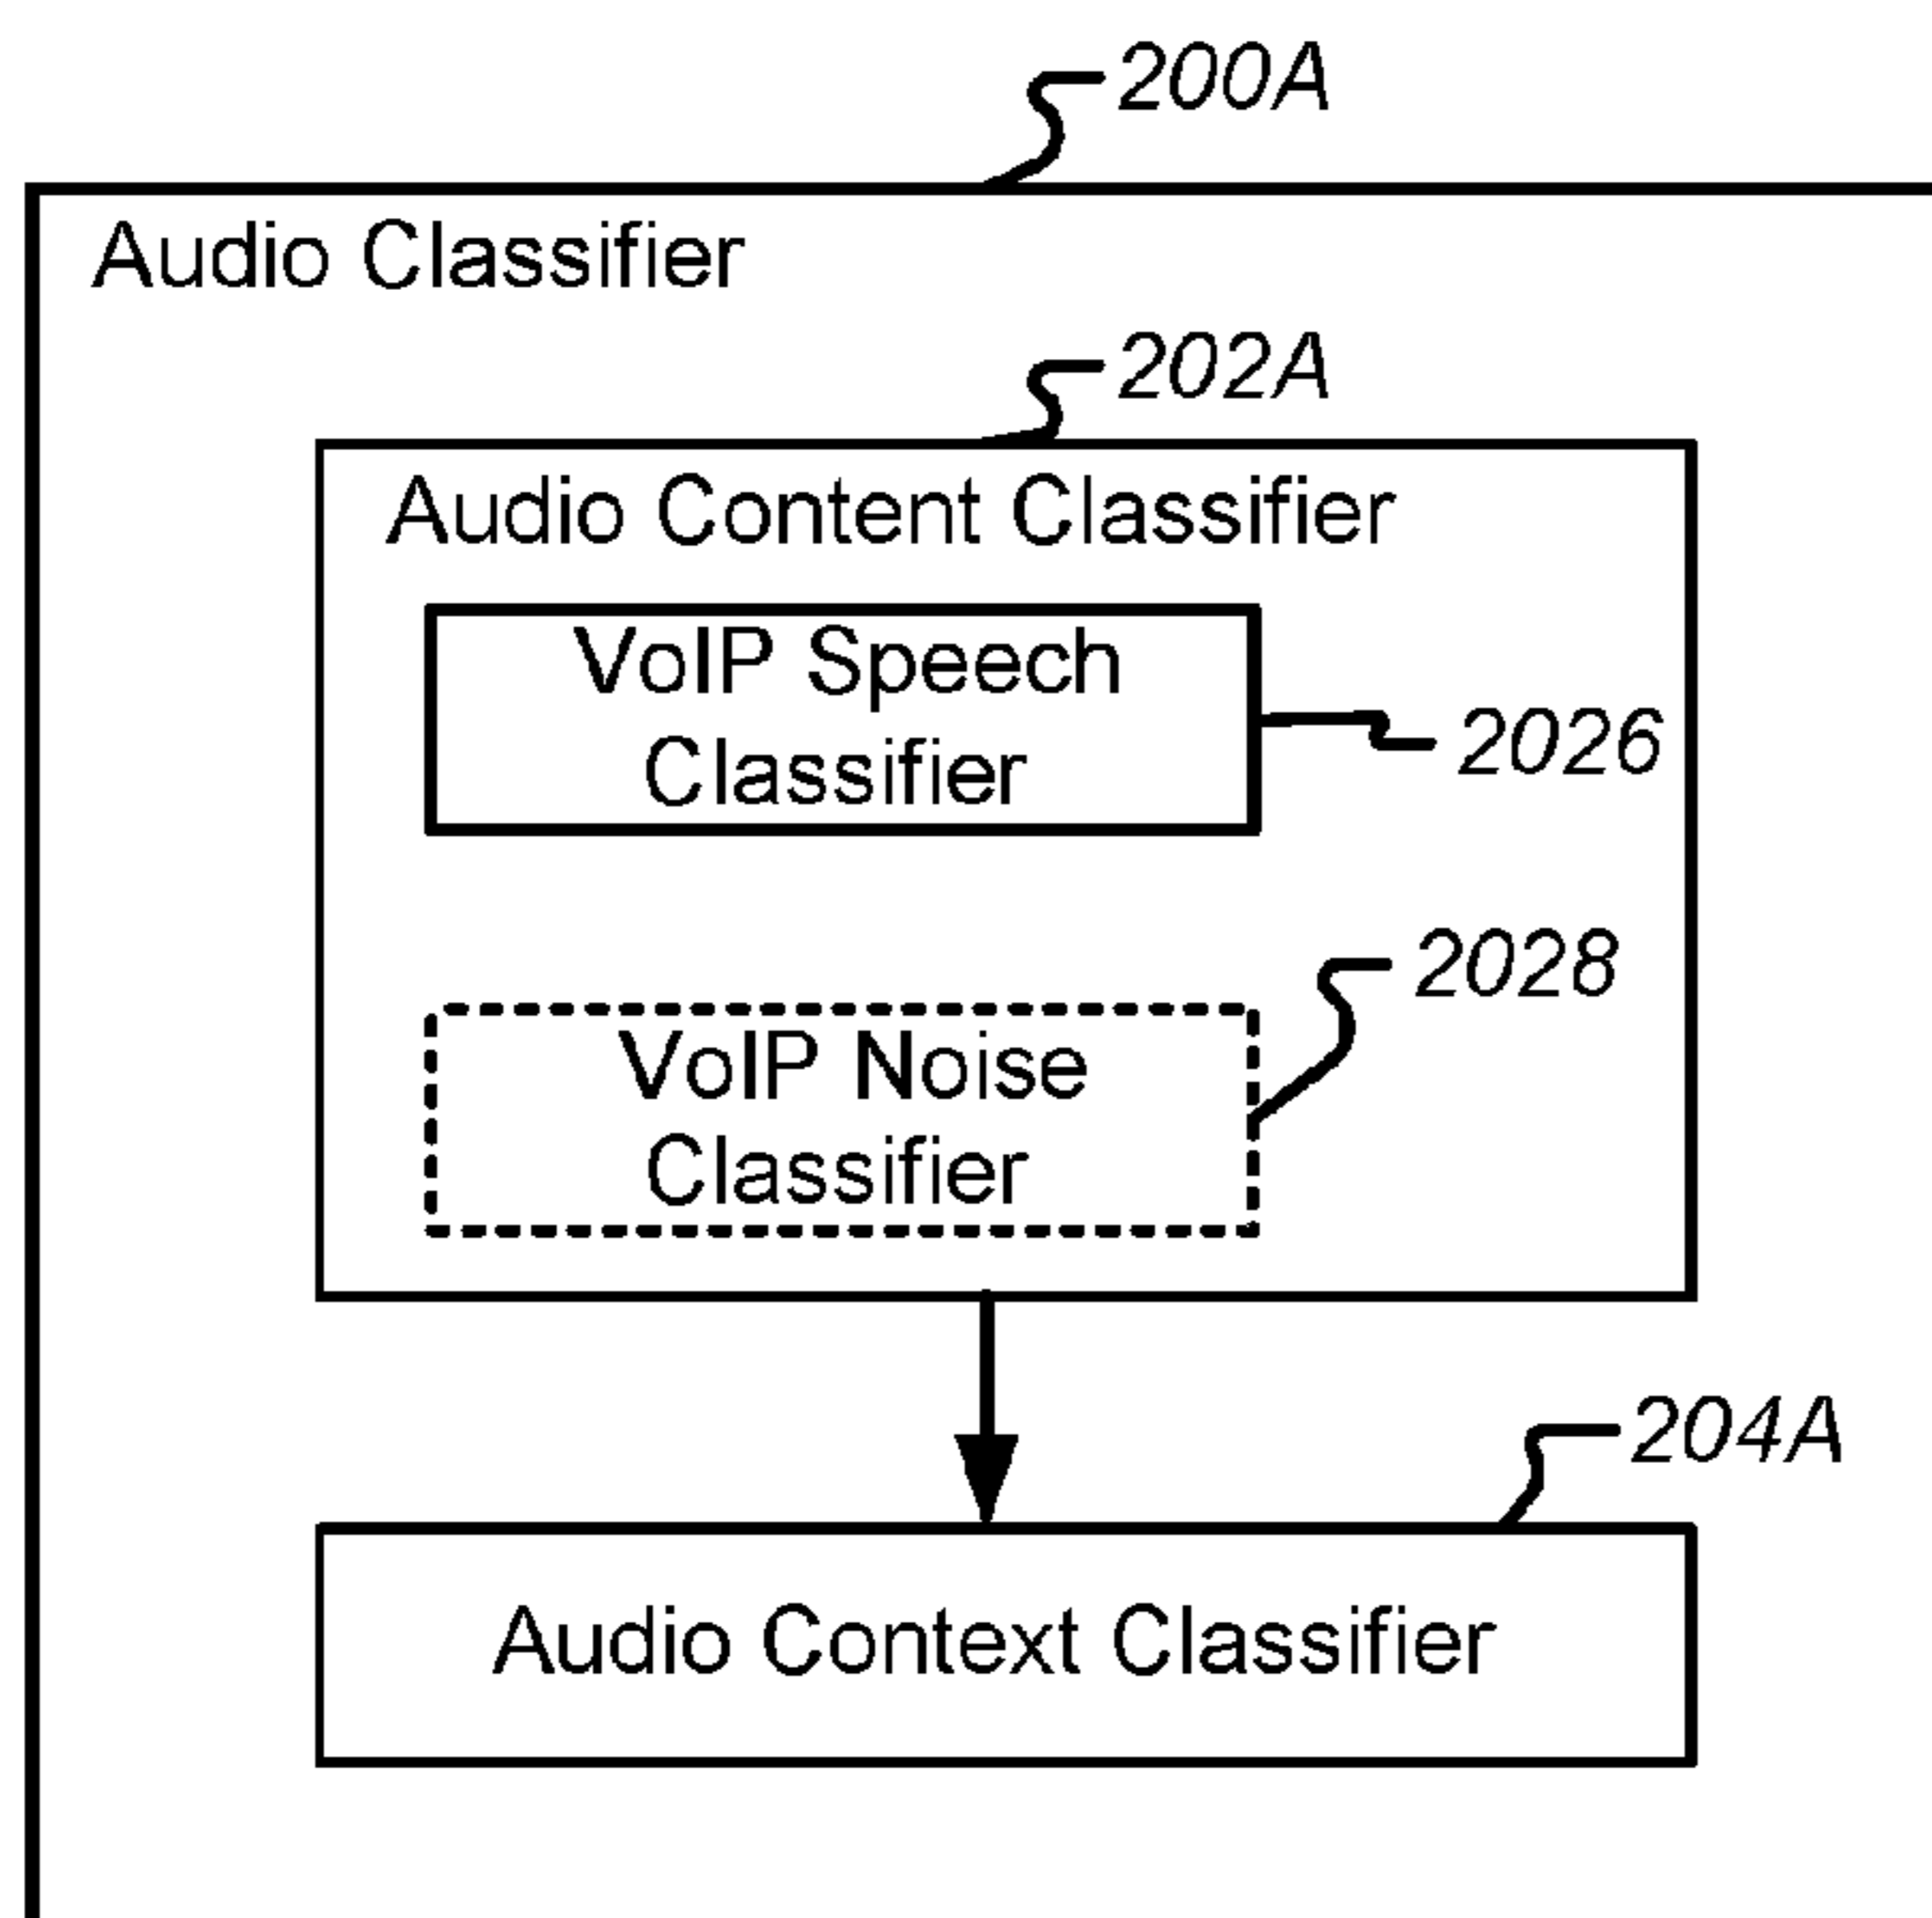 200A
Audio Classifier
202A
Audio Content Classifier
VoIP Speech
Classifier
2026
2028
VoIP Noise
Classifier
204A
Audio Context Classifier